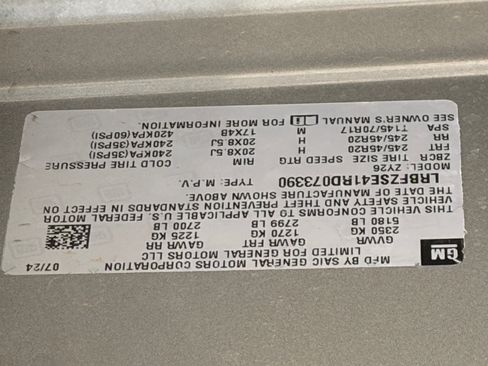 GM
MFD BY SAIC GENERAL MOTORS CORPORATION
LIMITED FOR GENERAL MOTORS LLC
07/24
GVWR GAWR FRT GAWR RR
2350 KG 1270 KG 1225 KG
5180 LB 2799 LB 2700 LB
THIS VEHICLE CONFORMS TO ALL APPLICABLE U.S. FEDERAL MOTOR
VEHICLE SAFETY AND THEFT PREVENTION STANDARDS IN EFFECT ON
THE DATE OF MANUFACTURE SHOWN ABOVE.
LRBFZSE41RD073390 TYPE: M.P.V.
ZBCR MODEL: ZY26
TIRE SIZE SPEED RTG RIM COLD TIRE PRESSURE
FRT 245/45R20 H 20X8.5J 240KPA(35PSI)
RR 245/45R20 H 20X8.5J 240KPA(35PSI)
SPA T145/70R17 M 17X4B 420KPA(60PSI)
SEE OWNER'S MANUAL FOR MORE INFORMATION.